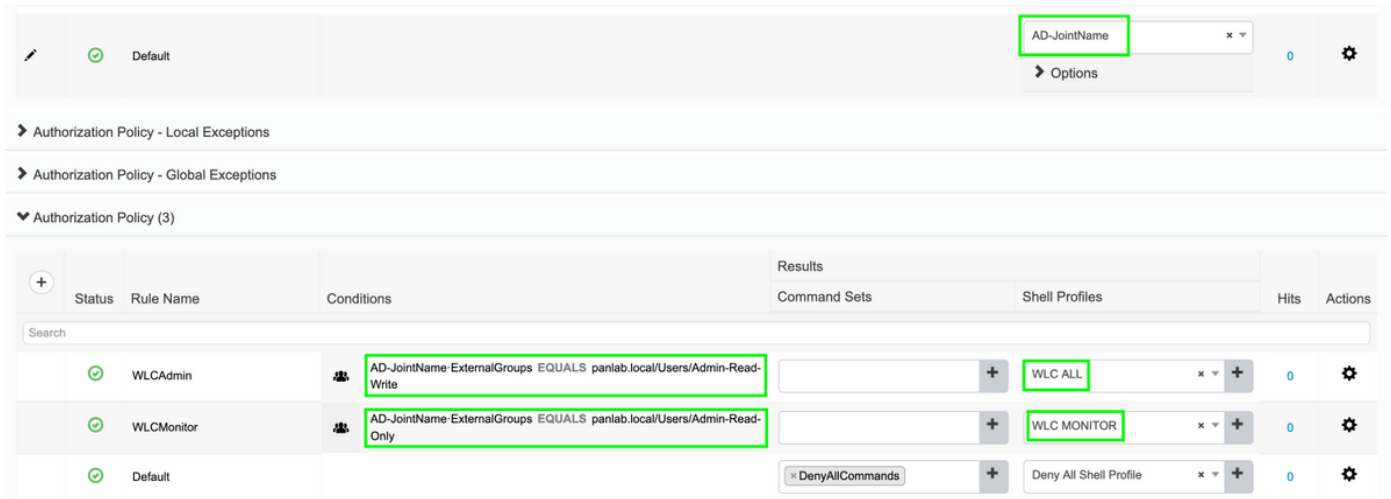 AD-JointName
Default
0
Options
Authorization Policy - Local Exceptions
Authorization Policy - Global Exceptions
Authorization Policy (3)
Results
Status Rule Name Conditions Command Sets Shell Profiles Hits Actions
Search
WLCAdmin
AD-JointName·ExternalGroups EQUALS panlab.local/Users/Admin-Read-
Write
WLC ALL
0
WLCMonitor
AD-JointName·ExternalGroups EQUALS panlab.local/Users/Admin-Read-
Only
WLC MONITOR
0
Default
DenyAllCommands
Deny All Shell Profile
0